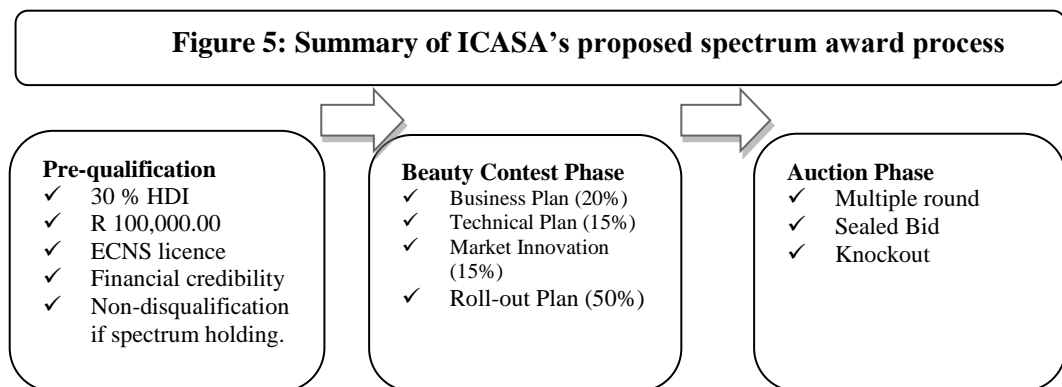 Figure 5: Summary of ICASA’s proposed spectrum award process
Pre-qualification
✓ 30 % HDI
✓ R 100,000.00
✓ ECNS licence
✓ Financial credibility
✓ Non-disqualification
if spectrum holding.
Beauty Contest Phase
✓ Business Plan (20%)
✓ Technical Plan (15%)
✓ Market Innovation
(15%)
✓ Roll-out Plan (50%)
Auction Phase
✓ Multiple round
✓ Sealed Bid
✓ Knockout